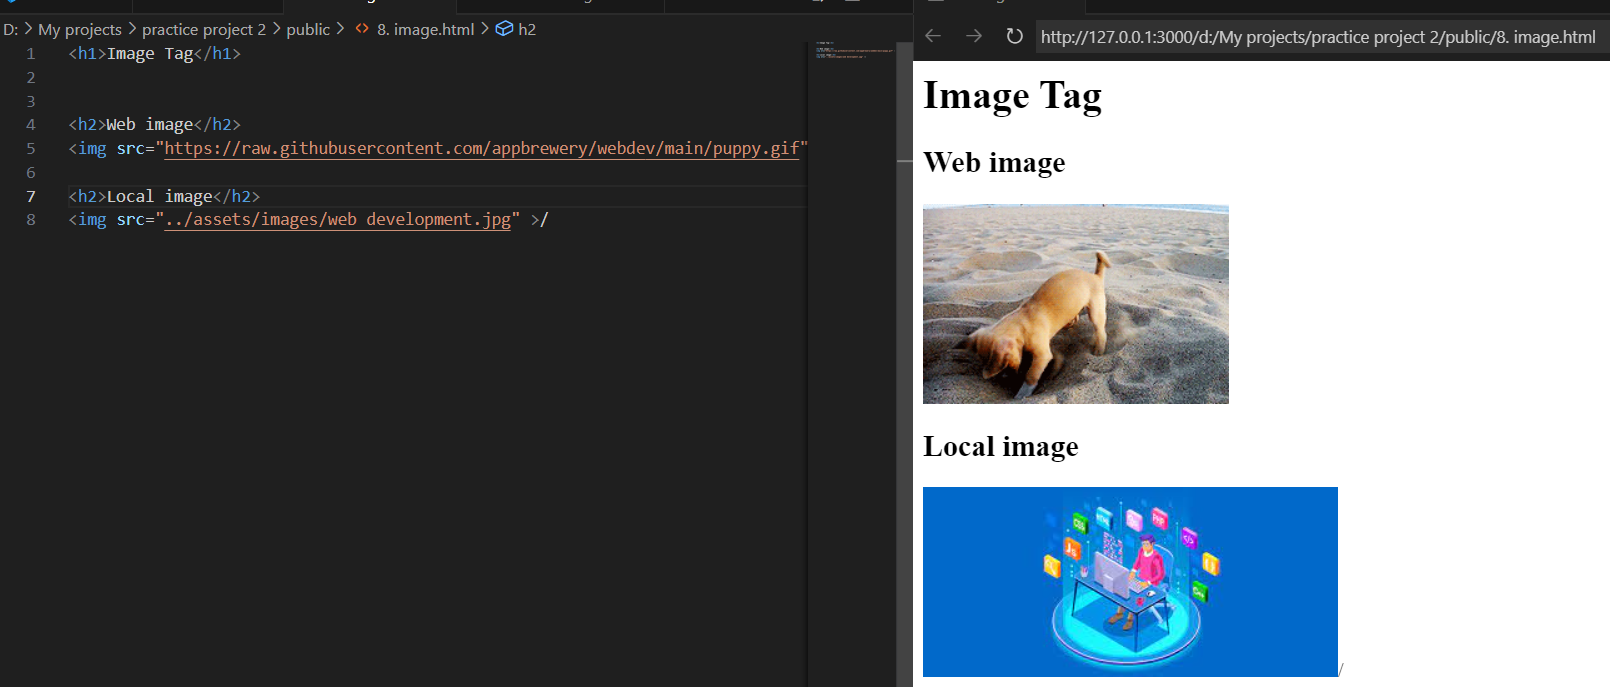 D: > My projects > practice project 2 > public > <> 8. image.html > h2
1 <h1>Image Tag</h1>
2
3
4 <h2>Web image</h2>
5 <img src="https://raw.githubusercontent.com/appbrewery/webdev/main/puppy.gif"
6
7 <h2>Local image</h2>
8 <img src="../assets/images/web development.jpg" >/
http://127.0.0.1:3000/d:/My projects/practice project 2/public/8. image.html
Image Tag
Web image
Local image
CSS
PHP
JS
</>
C++
/